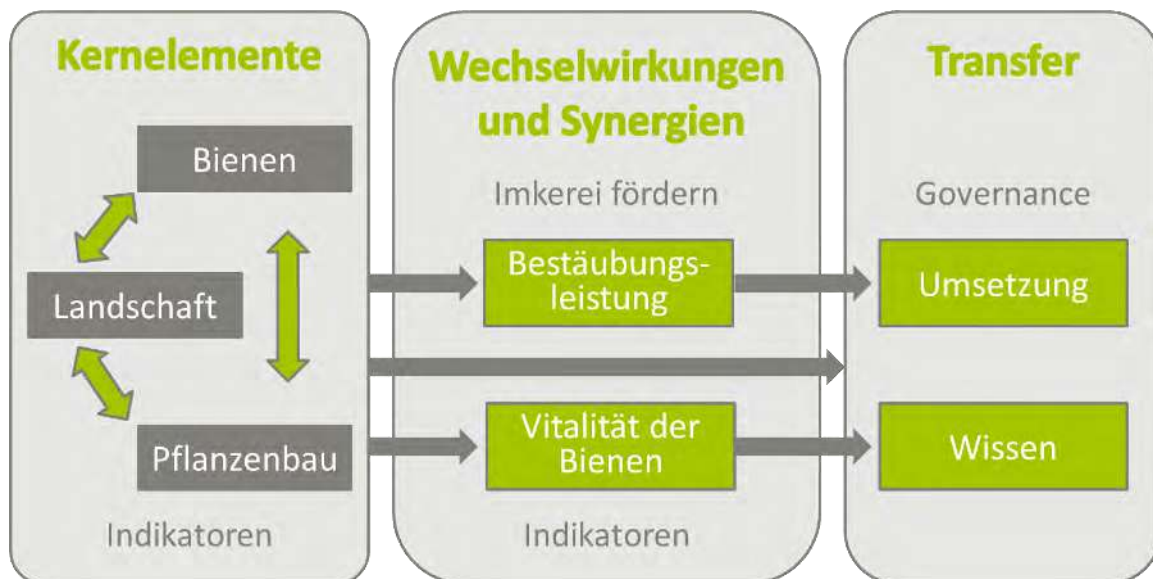 Kernelemente
Bienen
Landschaft
Pflanzenbau
Indikatoren
Wechselwirkungen
und Synergien
Imkerei fördern
Bestäubungs-
leistung
Vitalität der
Bienen
Indikatoren
Transfer
Governance
Umsetzung
Wissen